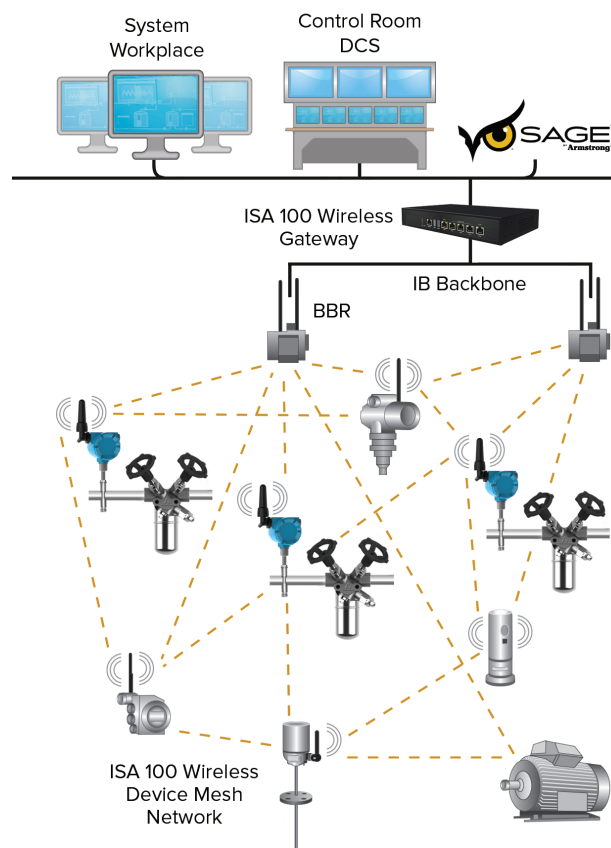 System
Workplace
Control Room
DCS
SAGE
BY Armstrong
ISA 100 Wireless
Gateway
IB Backbone
BBR
ISA 100 Wireless
Device Mesh
Network